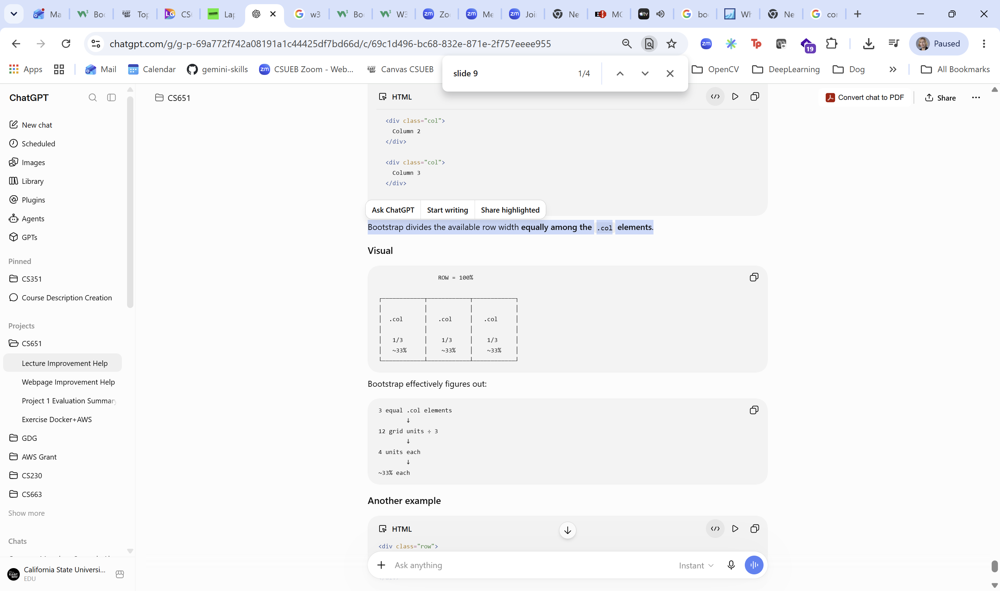 Ma
Boo
Top
CS6
Lap
w3
Boo
W3
Zoo
Me
Joi
Ne
MC
tv
bo
Wh
Ne
cor
chatgpt.com/g/g-p-69a772f742a08191a1c44425df7bd66d/c/69c1d496-bc68-832e-871e-2f757eeee955
19
Paused
Apps
Mail
Calendar
gemini-skills
CSUEB Zoom - Web...
Canvas CSUEB
OpenCV
DeepLearning
Dog
All Bookmarks
slide 9
1/4
ChatGPT
New chat
Scheduled
Images
Library
Plugins
Agents
GPTs
Pinned
CS351
Course Description Creation
Projects
CS651
Lecture Improvement Help
Webpage Improvement Help
Project 1 Evaluation Summary
Exercise Docker+AWS
GDG
AWS Grant
CS230
CS663
Show more
Chats
California State Universi...
EDU
CS651
Convert chat to PDF
Share
HTML
<div class="col">
Column 2
</div>
<div class="col">
Column 3
</div>
Ask ChatGPT
Start writing
Share highlighted
Bootstrap divides the available row width equally among the .col elements.
Visual
ROW = 100%
.col .col .col
1/3 1/3 1/3
~33% ~33% ~33%
Bootstrap effectively figures out:
3 equal .col elements
↓
12 grid units ÷ 3
↓
4 units each
↓
~33% each
Another example
HTML
<div class="row">
Ask anything
Instant